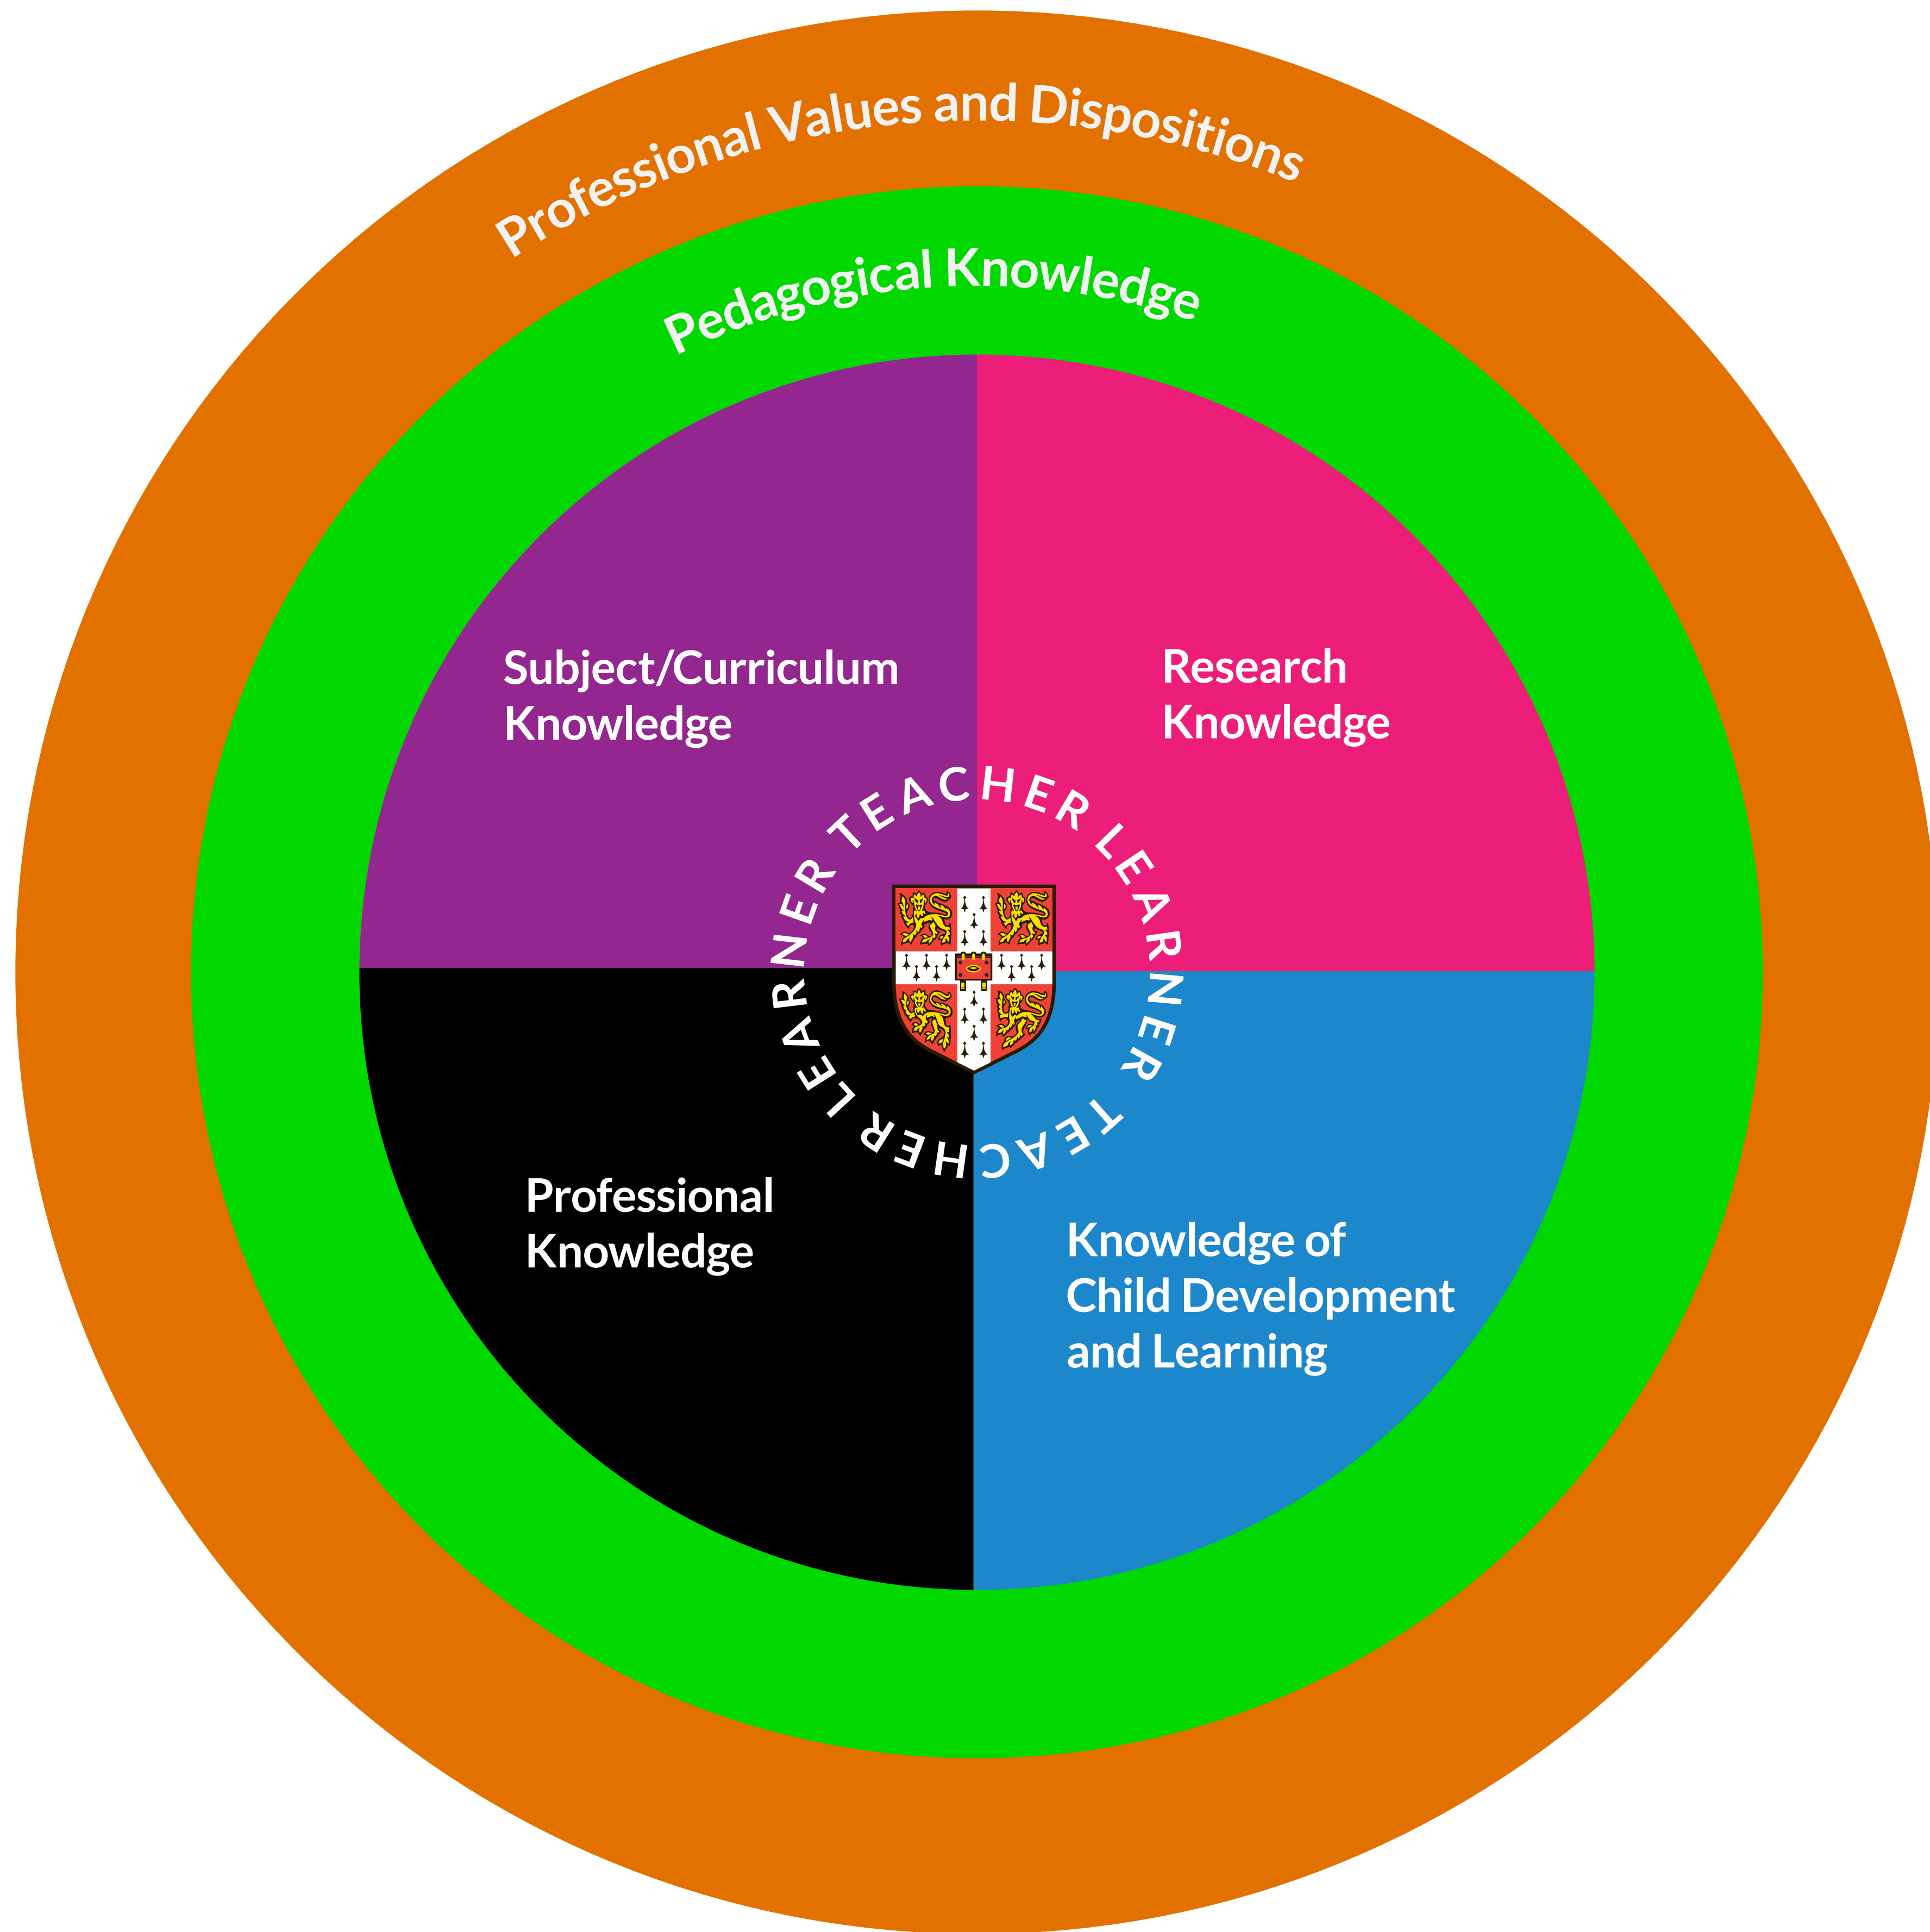 Professional Values and Dispositions
Pedagogical Knowledge
Subject/Curriculum
Knowledge
Research
Knowledge
TEACHER LEARNER TEACHER LEARNER
Professional
Knowledge
Knowledge of
Child Development
and Learning